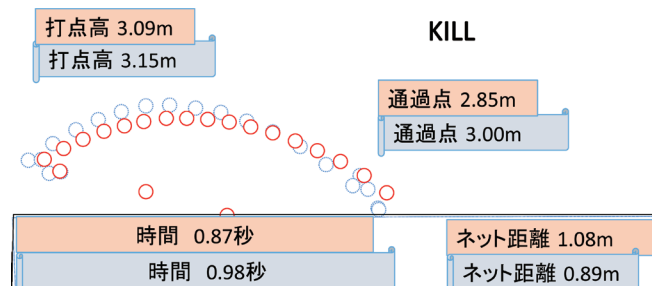 打点高 3.09m
打点高 3.15m
KILL
通過点 2.85m
通過点 3.00m
時間 0.87秒
時間 0.98秒
ネット距離 1.08m
ネット距離 0.89m